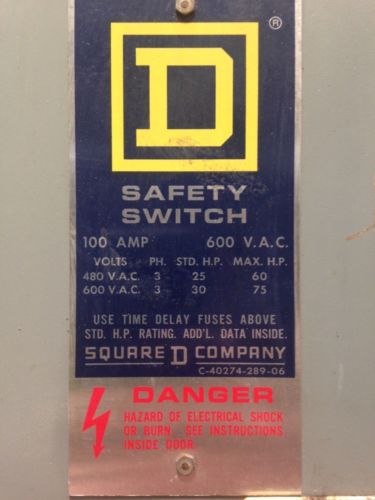 D
®
SAFETY
SWITCH
100 AMP 600 V.A.C.
VOLTS PH. STD. H.P. MAX. H.P.
480 V.A.C. 3 25 60
600 V.A.C. 3 30 75
USE TIME DELAY FUSES ABOVE
STD. H.P. RATING. ADD'L. DATA INSIDE.
SQUARE D COMPANY
C-40274-289-06
DANGER
HAZARD OF ELECTRICAL SHOCK
OR BURN. SEE INSTRUCTIONS
INSIDE DOOR